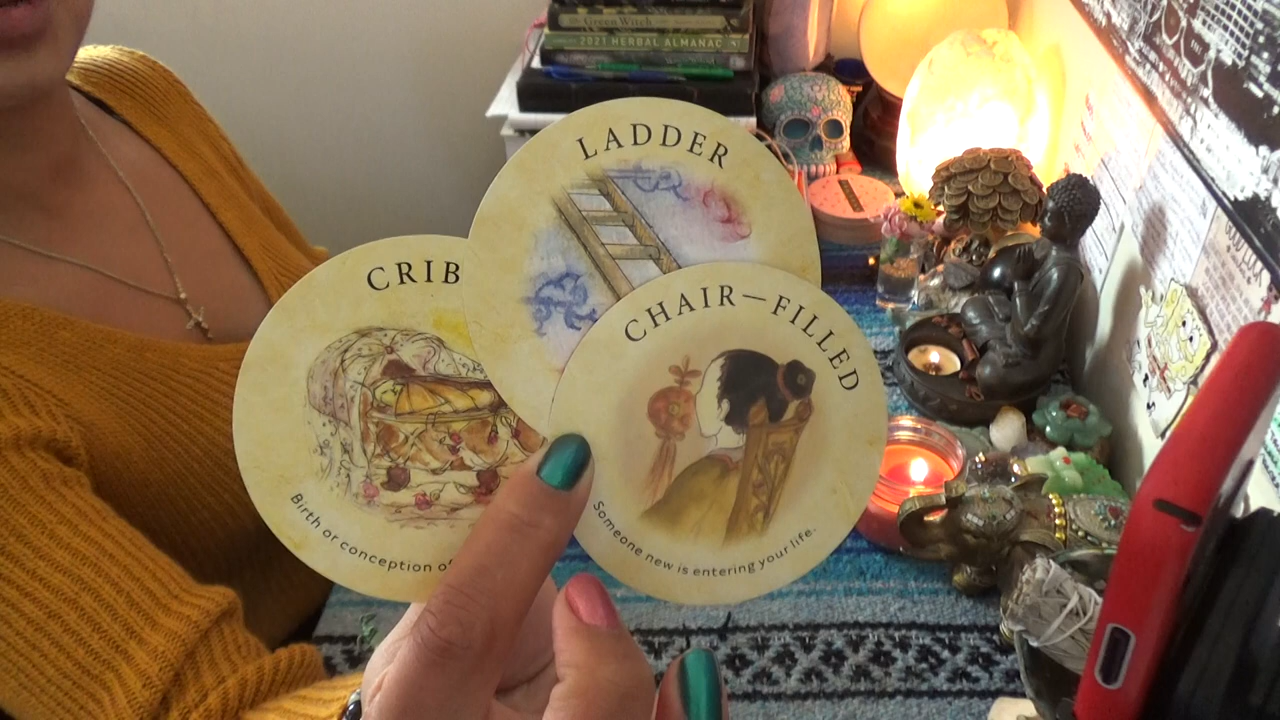 Green Witch
2021 HERBAL ALMANAC
LADDER
CRIB
Birth or conception of
CHAIR—FILLED
Someone new is entering your life.